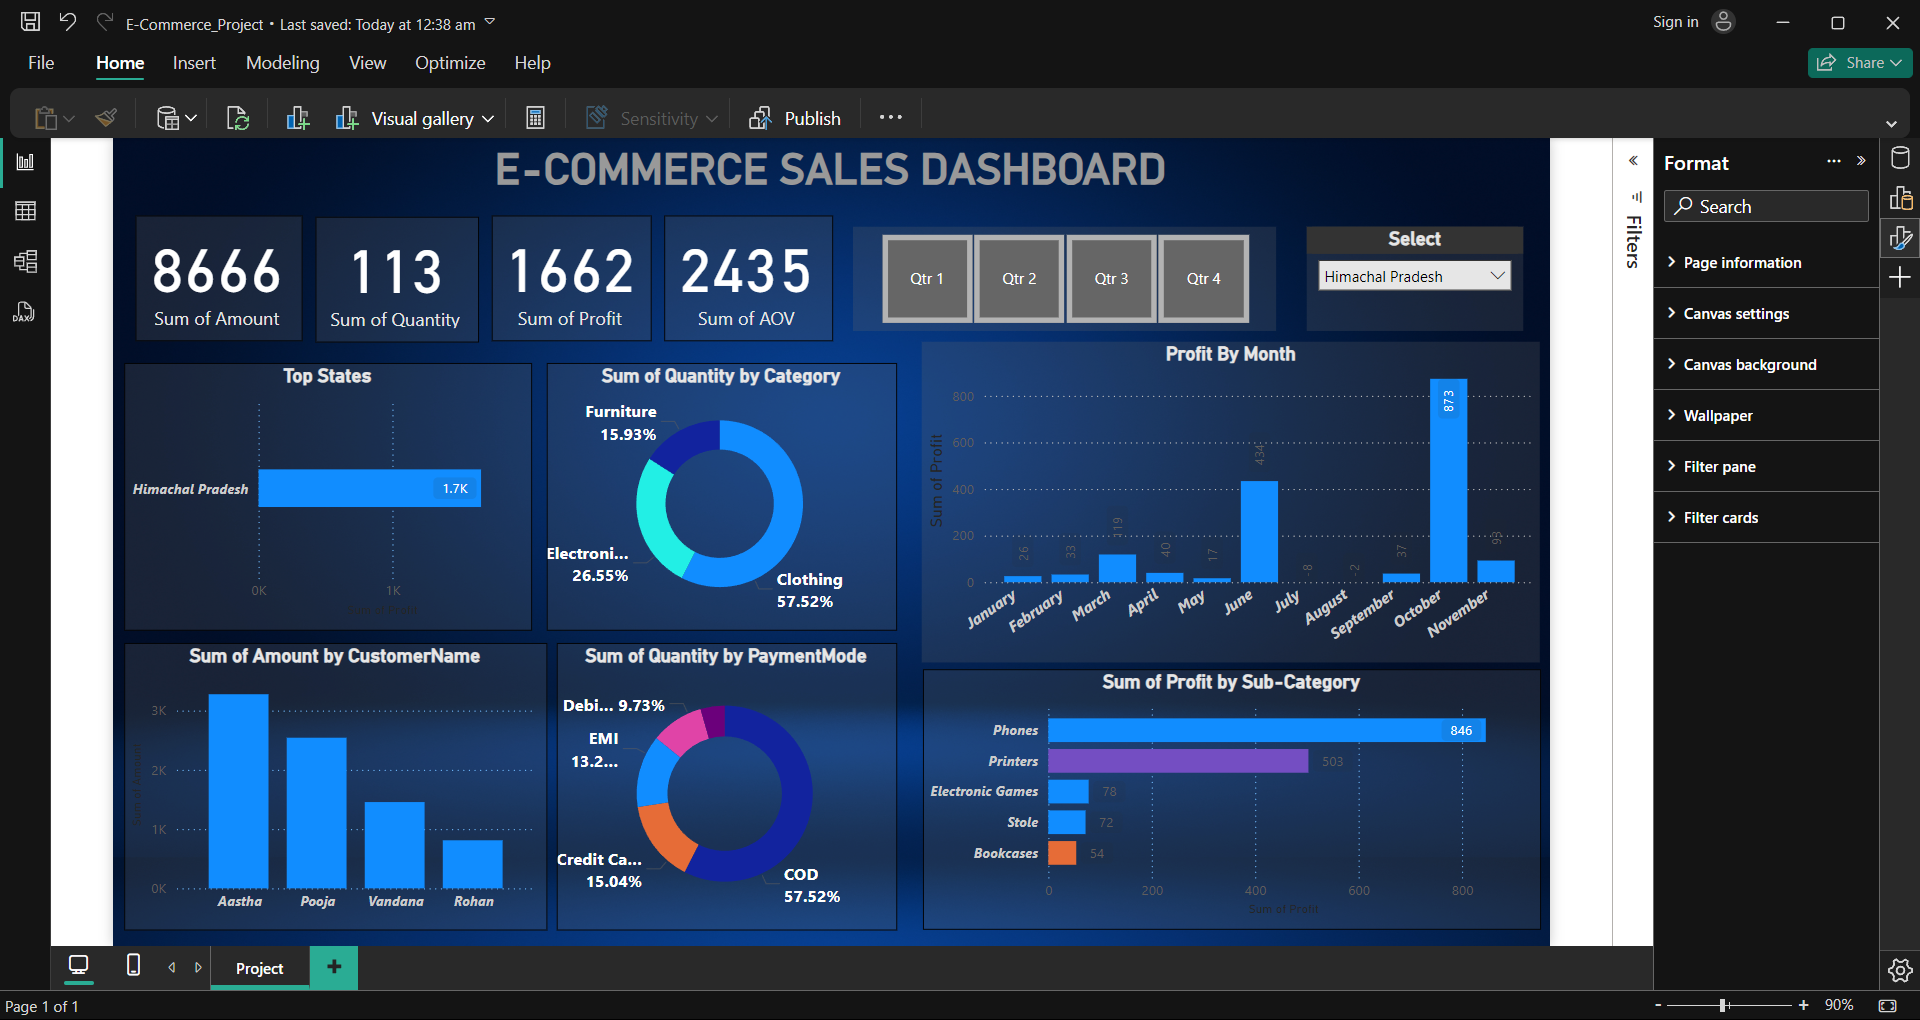 E-Commerce_Project • Last saved: Today at 12:38 am
Sign in
File Home Insert Modeling View Optimize Help
Share
Visual gallery
Sensitivity
Publish
E-COMMERCE SALES DASHBOARD
8666
Sum of Amount
113
Sum of Quantity
1662
Sum of Profit
2435
Sum of AOV
Qtr 1
Qtr 2
Qtr 3
Qtr 4
Select
Himachal Pradesh
Top States
Himachal Pradesh
1.7K
0K 1K
Sum of Profit
Sum of Quantity by Category
Furniture
15.93%
Electroni...
26.55%
Clothing
57.52%
Profit By Month
Sum of Profit
800
600
400
200
0
26
33
119
40
17
434
-8
-2
37
873
93
January
February
March
April
May
June
July
August
September
October
November
Sum of Amount by CustomerName
Sum of Amount
3K
2K
1K
0K
Aastha Pooja Vandana Rohan
Sum of Quantity by PaymentMode
Debi... 9.73%
EMI
13.2...
Credit Ca...
15.04%
COD
57.52%
Sum of Profit by Sub-Category
Phones 846
Printers 503
Electronic Games 78
Stole 72
Bookcases 54
0 200 400 600 800
Sum of Profit
Filters
Format
Search
Page information
Canvas settings
Canvas background
Wallpaper
Filter pane
Filter cards
DAX
Project
Page 1 of 1
90%